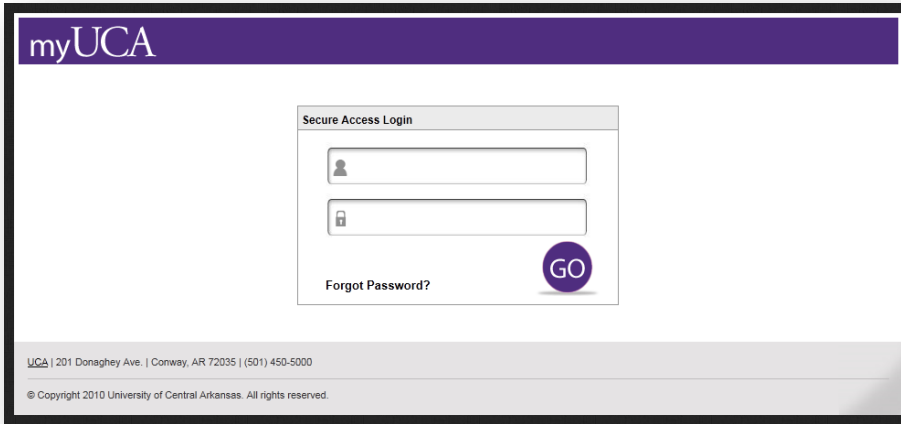 myUCA
Secure Access Login
GO
Forgot Password?
UCA | 201 Donaghey Ave. | Conway, AR 72035 | (501) 450-5000
© Copyright 2010 University of Central Arkansas. All rights reserved.